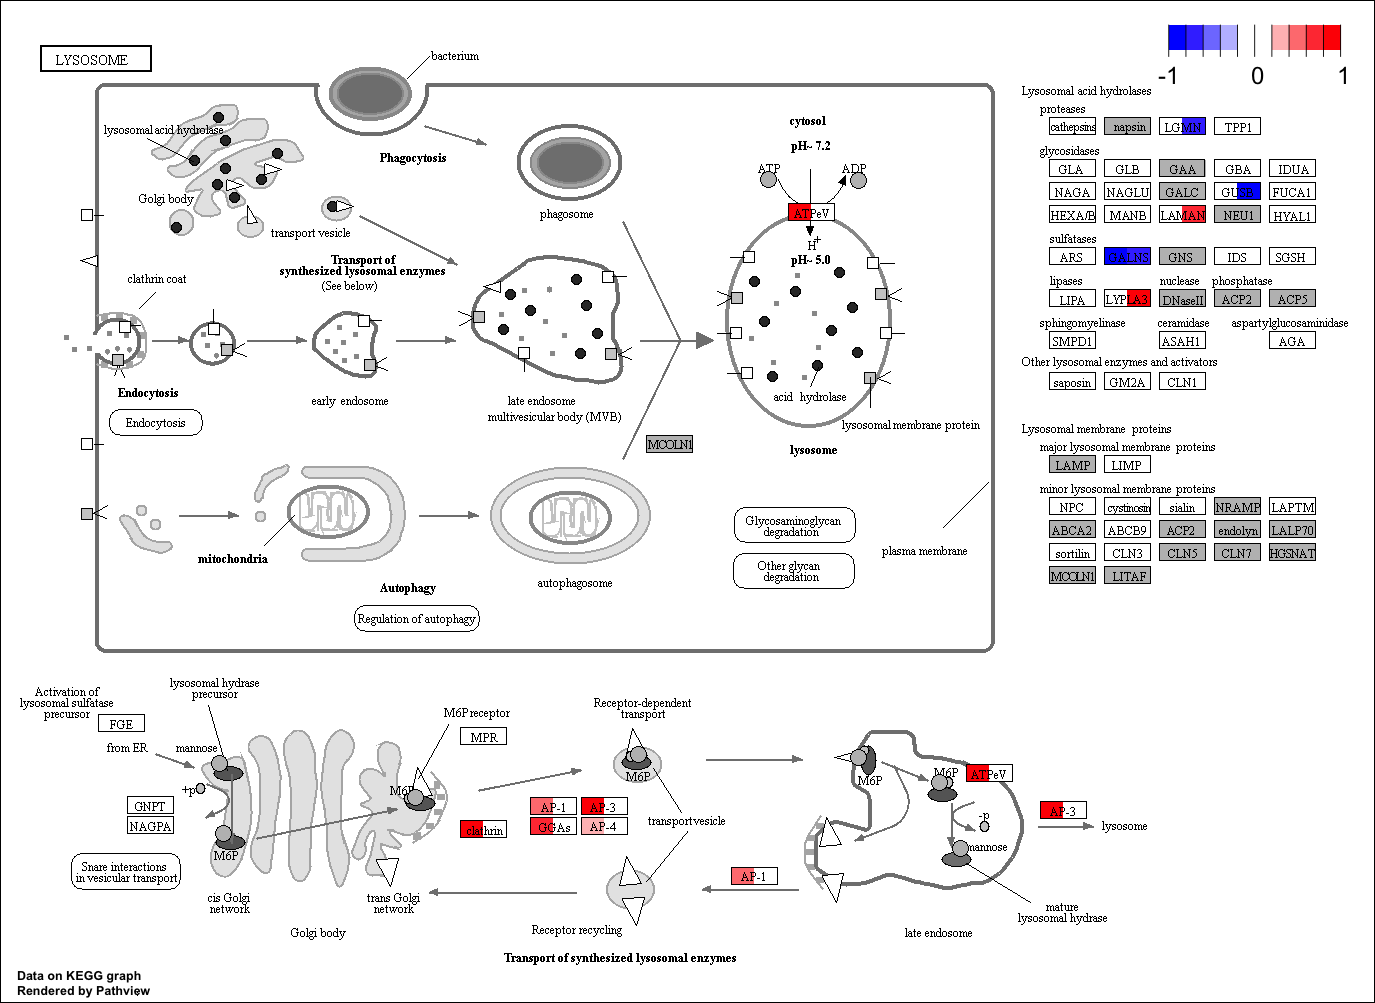 LYSOSOME
bacterium
-1 0 1
lysosomal acid hydrolase
Phagocytosis
Golgi body
transport vesicle
phagosome
cytosol
pH~ 7.2
ATP
ADP
ATPeV
H+
pH~ 5.0
Transport of
synthesized lysosomal enzymes
(See below)
clathrin coat
Endocytosis
Endocytosis
early endosome
late endosome
multivesicular body (MVB)
acid hydrolase
lysosomal membrane protein
lysosome
MCOLN1
mitochondria
Autophagy
Regulation of autophagy
autophagosome
Glycosaminoglycan
degradation
Other glycan
degradation
plasma membrane
Lysosomal acid hydrolases
proteases
cathepsins napsin LGMN TPP1
glycosidases
GLA GLB GAA GBA IDUA
NAGA NAGLU GALC GUSB FUCA1
HEXA/B MANB LAMAN NEU1 HYAL1
sulfatases
ARS GALNS GNS IDS SGSH
lipases nuclease phosphatase
LIPA LYPLA3 DNaseII ACP2 ACP5
sphingomyelinase ceramidase aspartylglucosaminidase
SMPD1 ASAH1 AGA
Other lysosomal enzymes and activators
saposin GM2A CLN1
Lysosomal membrane proteins
major lysosomal membrane proteins
LAMP LIMP
minor lysosomal membrane proteins
NPC cystinosin sialin NRAMP LAPTM
ABCA2 ABCB9 ACP2 endolyn LALP70
sortilin CLN3 CLN5 CLN7 HGSNAT
MCOLN1 LITAF
Activation of
lysosomal sulfatase
precursor
FGE
from ER
lysosomal hydrase
precursor
mannose
+p
GNPT
NAGPA
M6P
Snare interactions
in vesicular transport
cis Golgi
network
Golgi body
trans Golgi
network
M6P receptor
MPR
M6P
clathrin
AP-1 AP-3
GGAs AP-4
Receptor-dependent
transport
M6P
transport vesicle
Receptor recycling
AP-1
M6P
M6P
ATPeV
-p
mannose
AP-3
lysosome
mature
lysosomal hydrase
late endosome
Transport of synthesized lysosomal enzymes
Data on KEGG graph
Rendered by Pathview